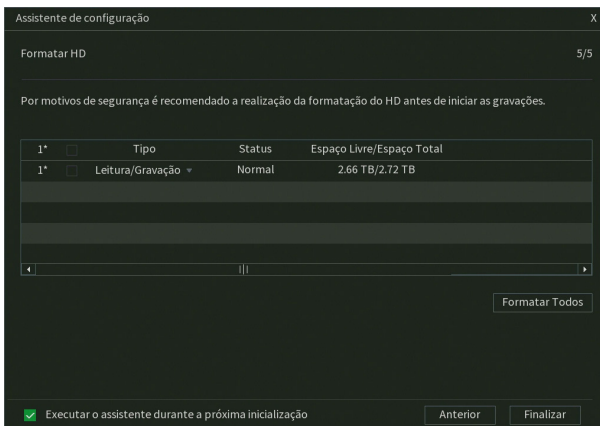 Assistente de configuração X
Formatar HD 5/5
Por motivos de segurança é recomendado a realização da formatação do HD antes de iniciar as gravações.
1* Tipo Status Espaço Livre/Espaço Total
1* Leitura/Gravação Normal 2.66 TB/2.72 TB
Formatar Todos
Executar o assistente durante a próxima inicialização Anterior Finalizar